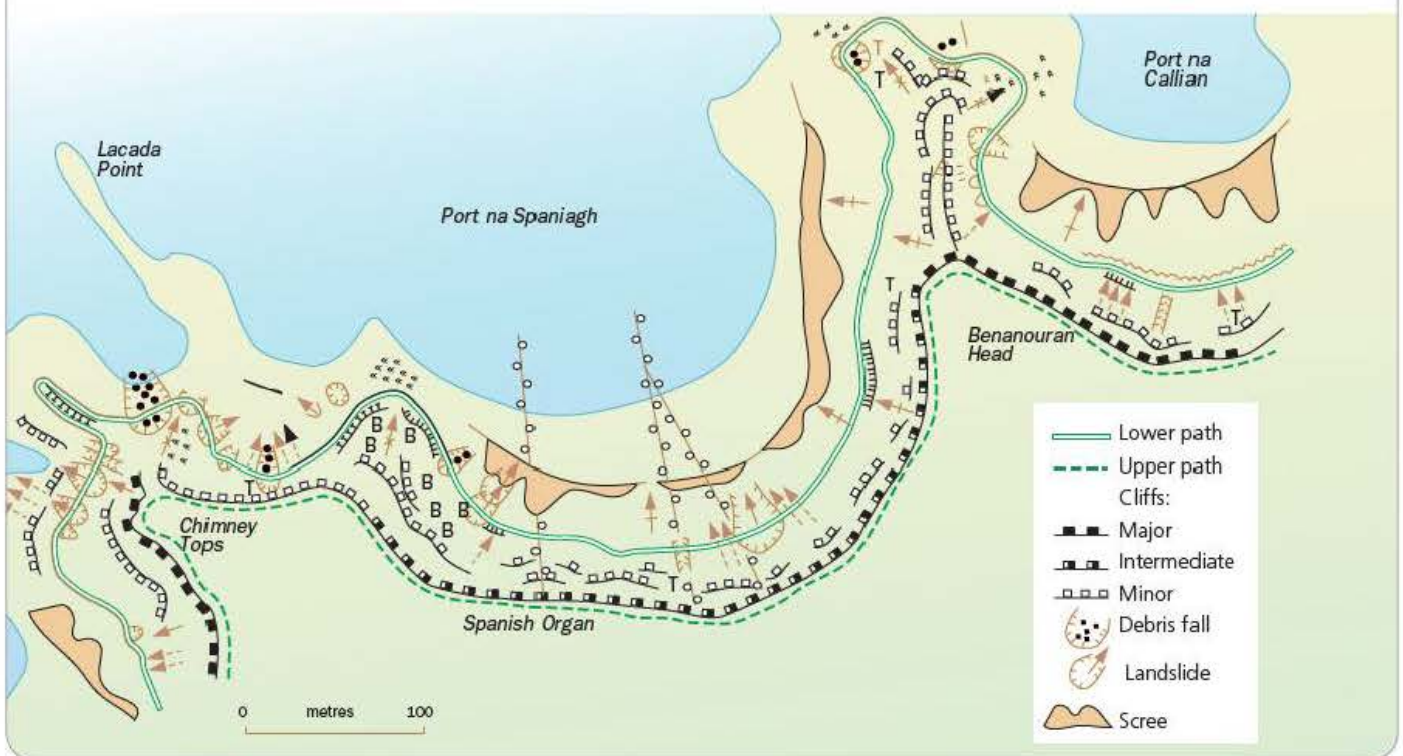 Port na
Callian
Lacada
Point
Port na Spaniagh
T
T
T
Benanouran
Head
T
B
B
B
B
B
B
T
Chimney
Tops
T
Spanish Organ
0 metres 100
Lower path
Upper path
Cliffs:
Major
Intermediate
Minor
Debris fall
Landslide
Scree